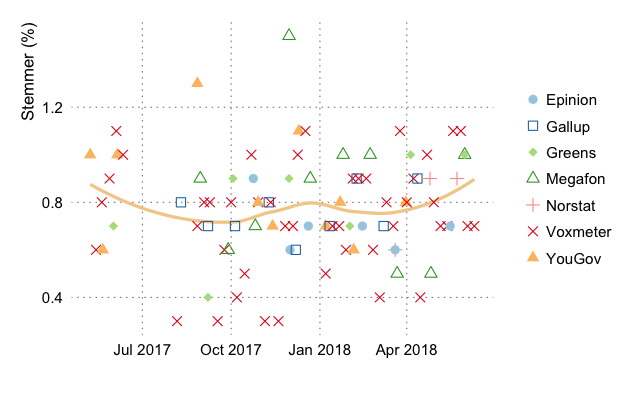 Stemmer (%)
1.2
0.8
0.4
Jul 2017 Oct 2017 Jan 2018 Apr 2018
Epinion
Gallup
Greens
Megafon
Norstat
Voxmeter
YouGov